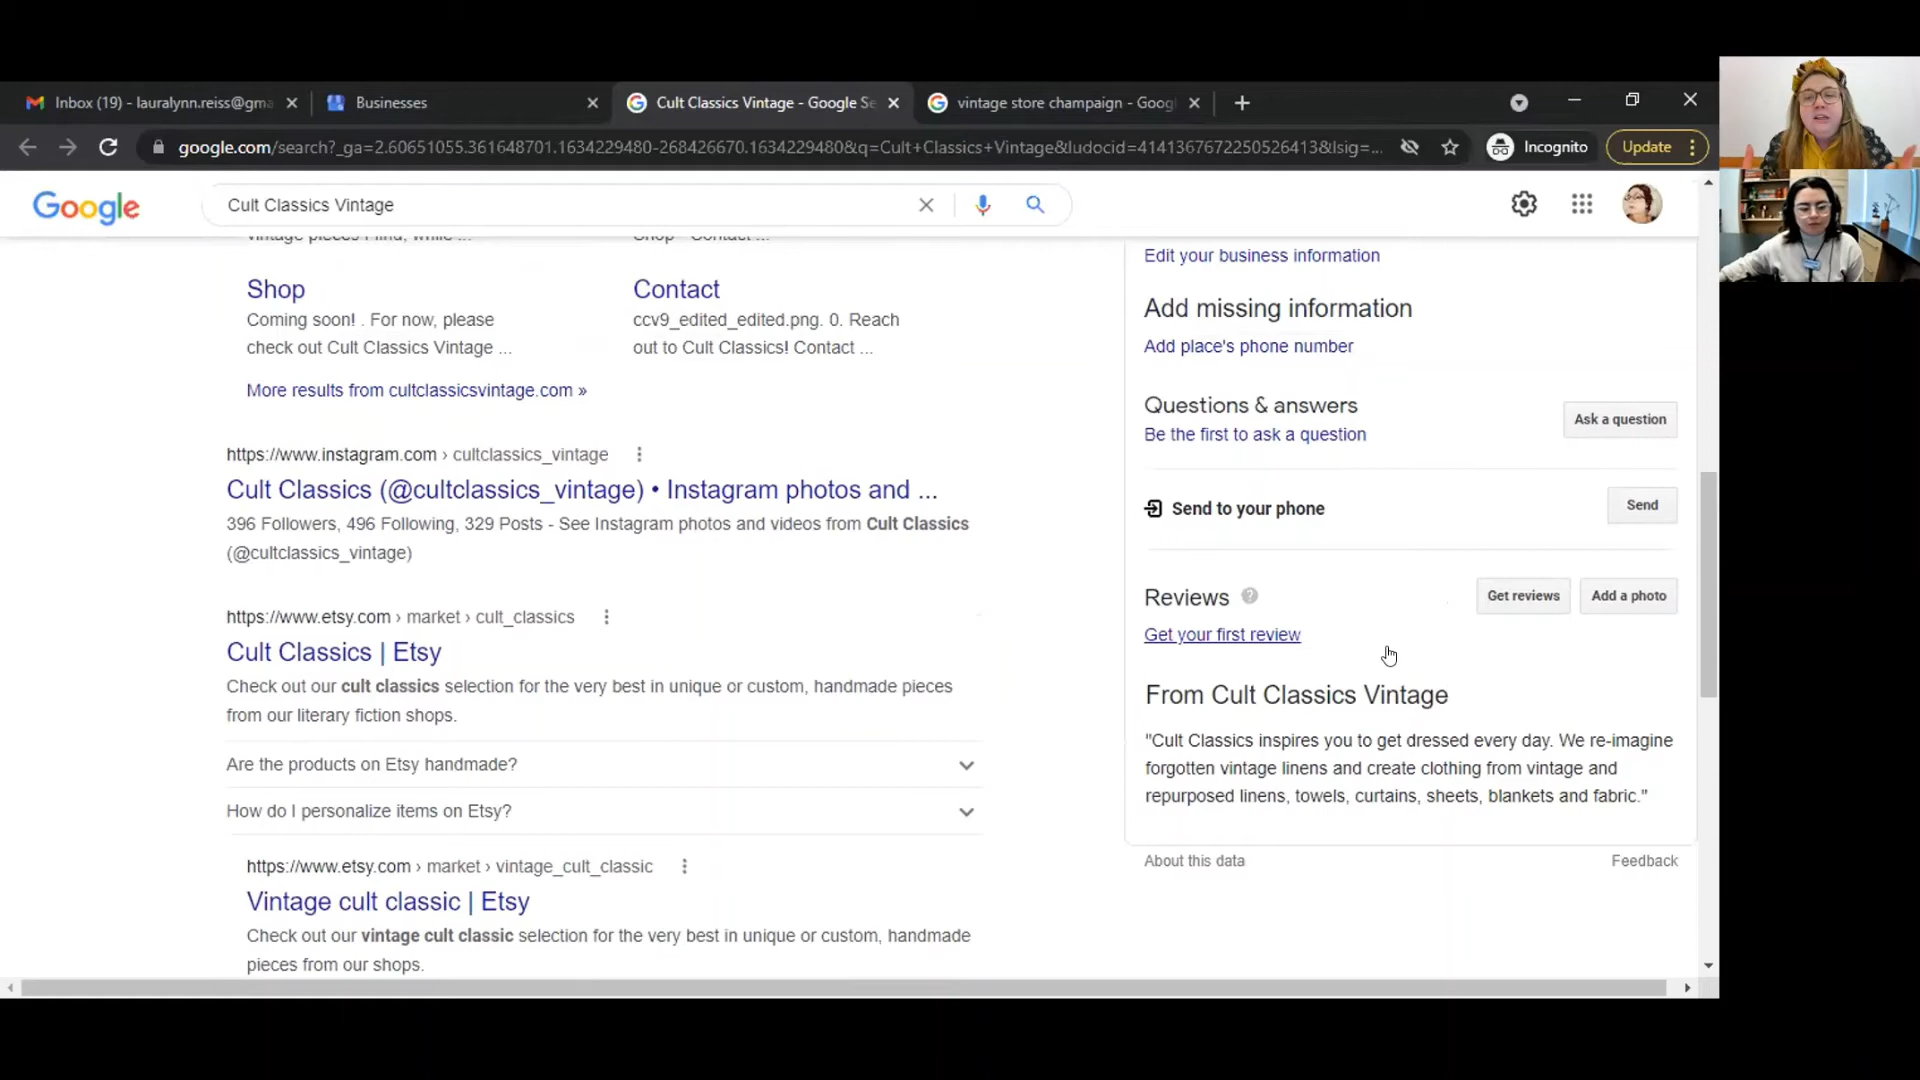 Inbox (19) - lauralynn.reiss@gma
Businesses
Cult Classics Vintage - Google Se
vintage store champaign - Googl
google.com/search?_ga=2.60651055.361648701.1634229480-268426670.1634229480&q=Cult+Classics+Vintage&ludocid=4141367672250526413&lsig=...
Incognito
Update
Google
Cult Classics Vintage
vintage pieces I find, while ...
Shop - Contact ...
Shop
Coming soon! . For now, please
check out Cult Classics Vintage ...
Contact
ccv9_edited_edited.png. 0. Reach
out to Cult Classics! Contact ...
More results from cultclassicsvintage.com »
https://www.instagram.com › cultclassics_vintage
Cult Classics (@cultclassics_vintage) • Instagram photos and ...
396 Followers, 496 Following, 329 Posts - See Instagram photos and videos from Cult Classics
(@cultclassics_vintage)
https://www.etsy.com › market › cult_classics
Cult Classics | Etsy
Check out our cult classics selection for the very best in unique or custom, handmade pieces
from our literary fiction shops.
Are the products on Etsy handmade?
How do I personalize items on Etsy?
https://www.etsy.com › market › vintage_cult_classic
Vintage cult classic | Etsy
Check out our vintage cult classic selection for the very best in unique or custom, handmade
pieces from our shops.
Edit your business information
Add missing information
Add place's phone number
Questions & answers
Be the first to ask a question
Ask a question
Send to your phone
Send
Reviews
Get reviews
Add a photo
Get your first review
From Cult Classics Vintage
"Cult Classics inspires you to get dressed every day. We re-imagine
forgotten vintage linens and create clothing from vintage and
repurposed linens, towels, curtains, sheets, blankets and fabric."
About this data
Feedback